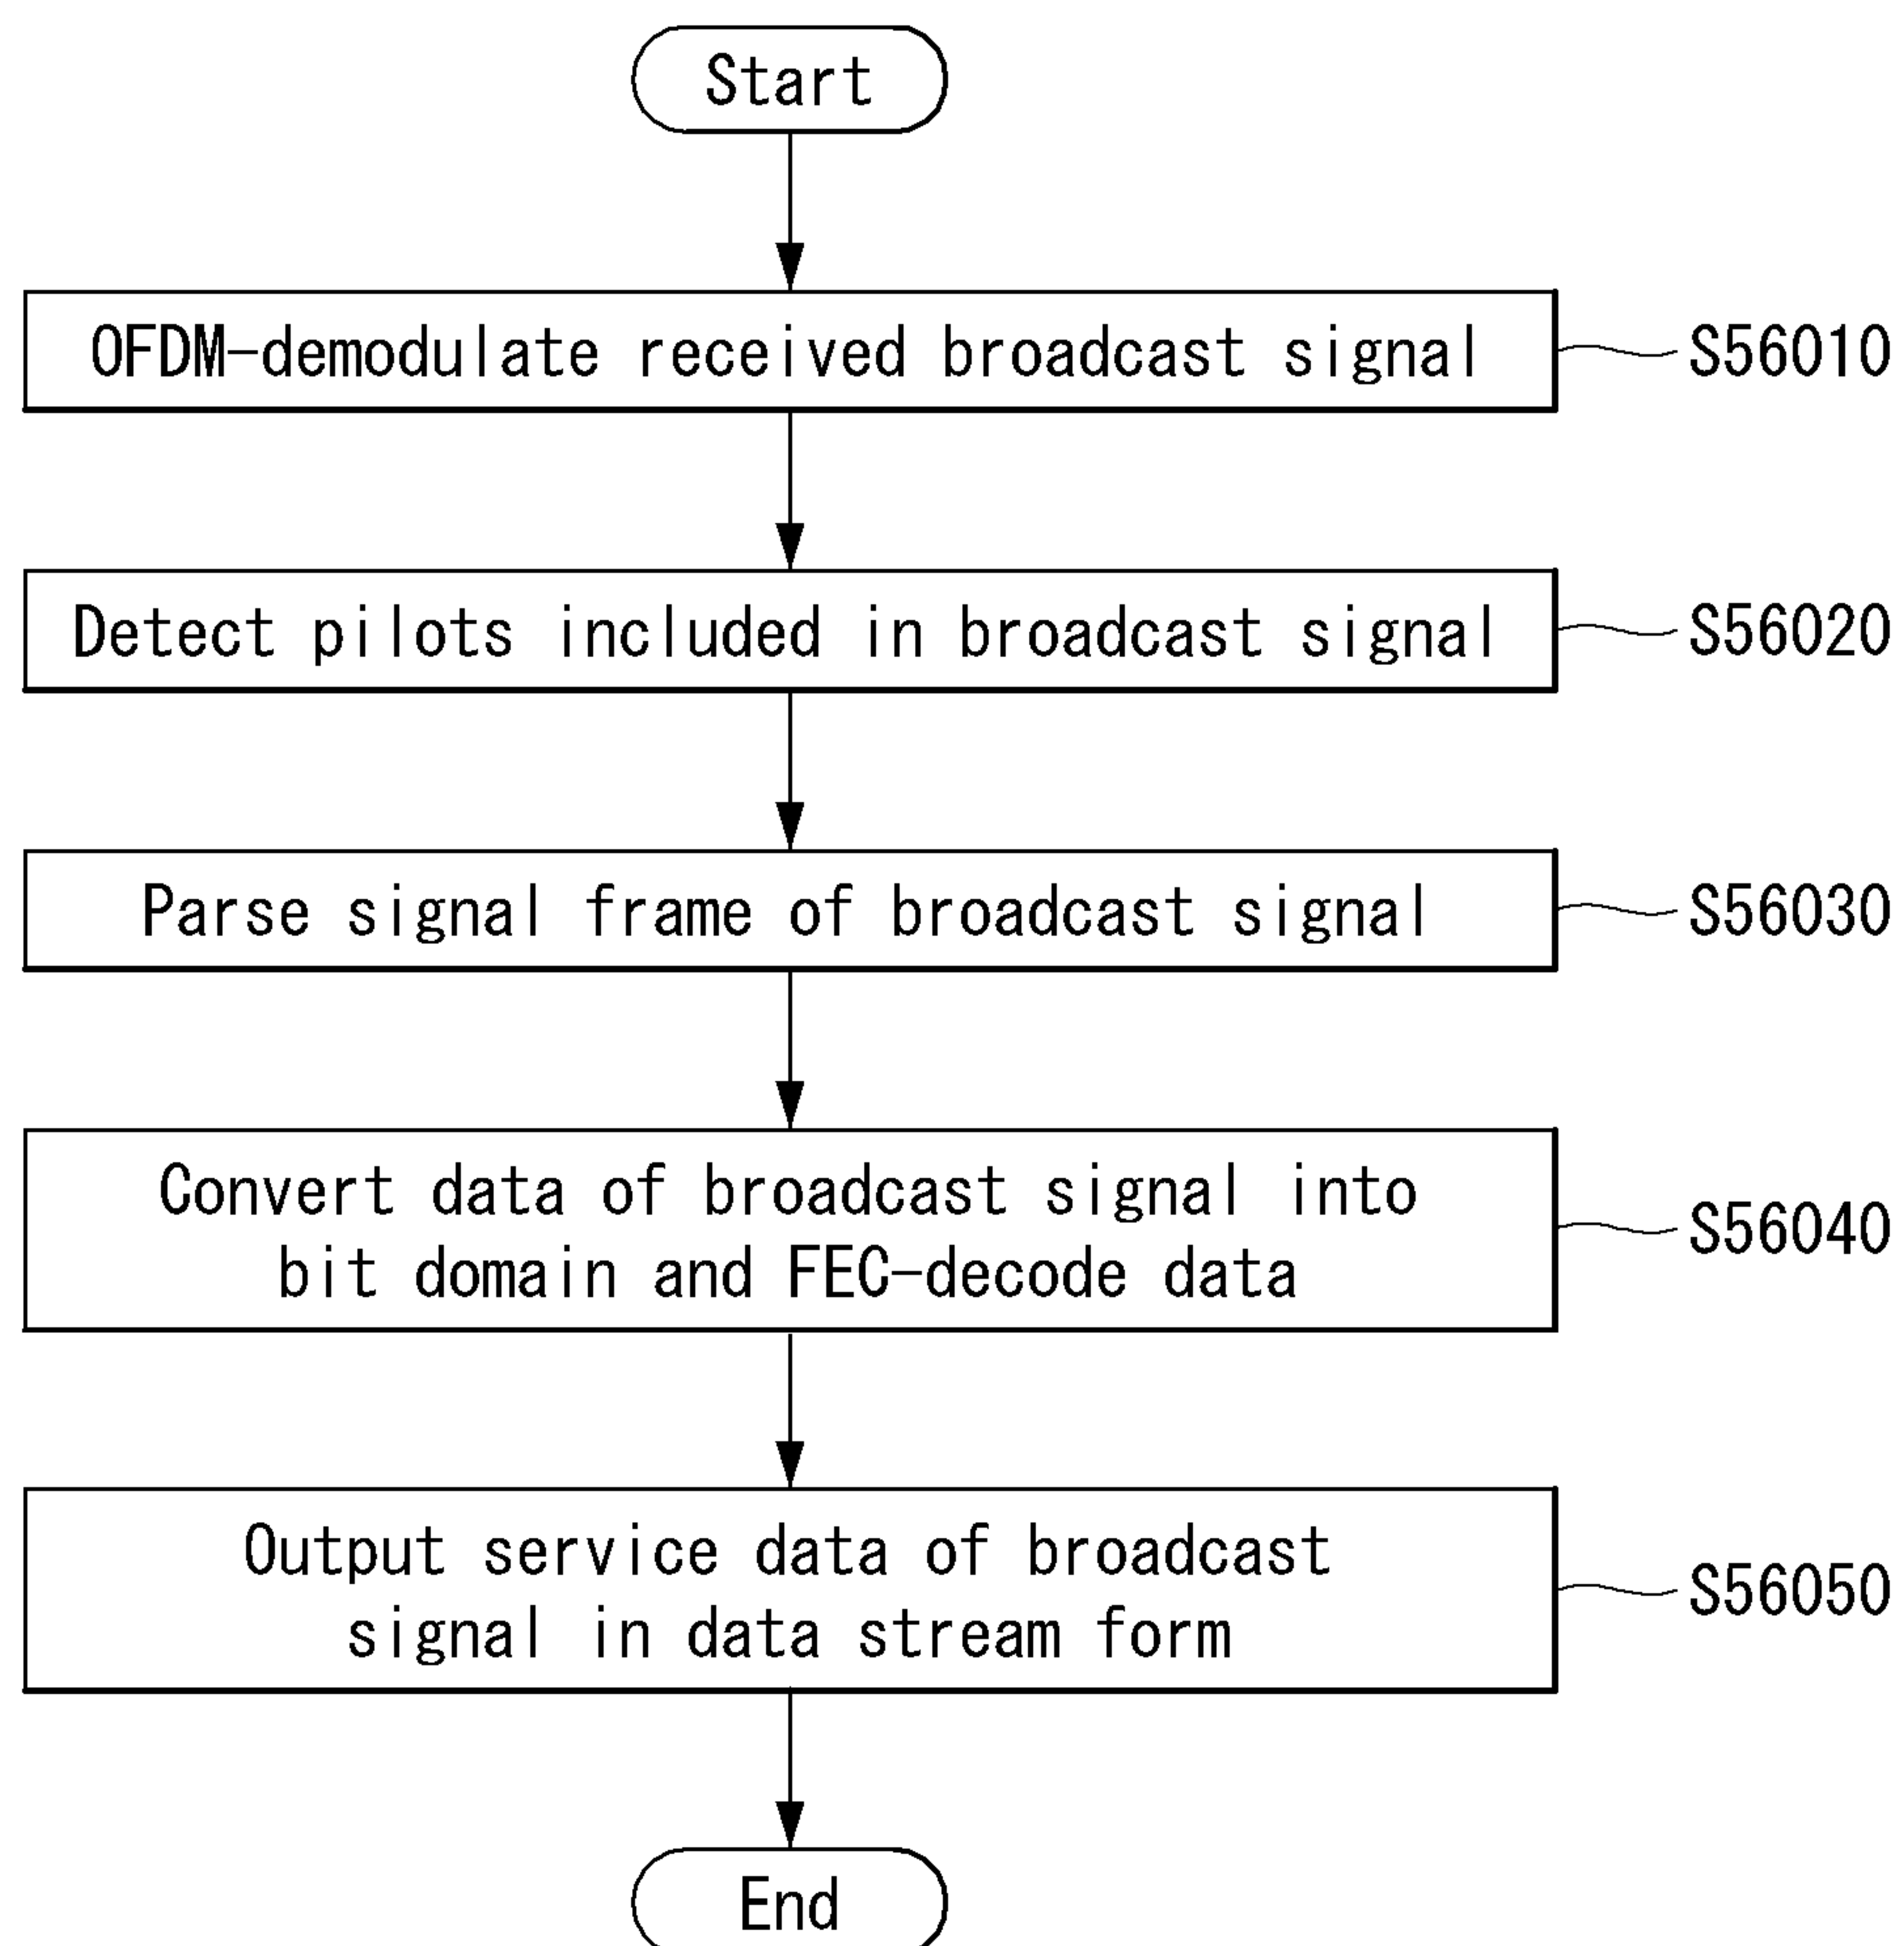 Start
OFDM-demodulate received broadcast signal
S56010
Detect pilots included in broadcast signal
S56020
Parse signal frame of broadcast signal
S56030
Convert data of broadcast signal into
bit domain and FEC-decode data
S56040
Output service data of broadcast
signal in data stream form
S56050
End